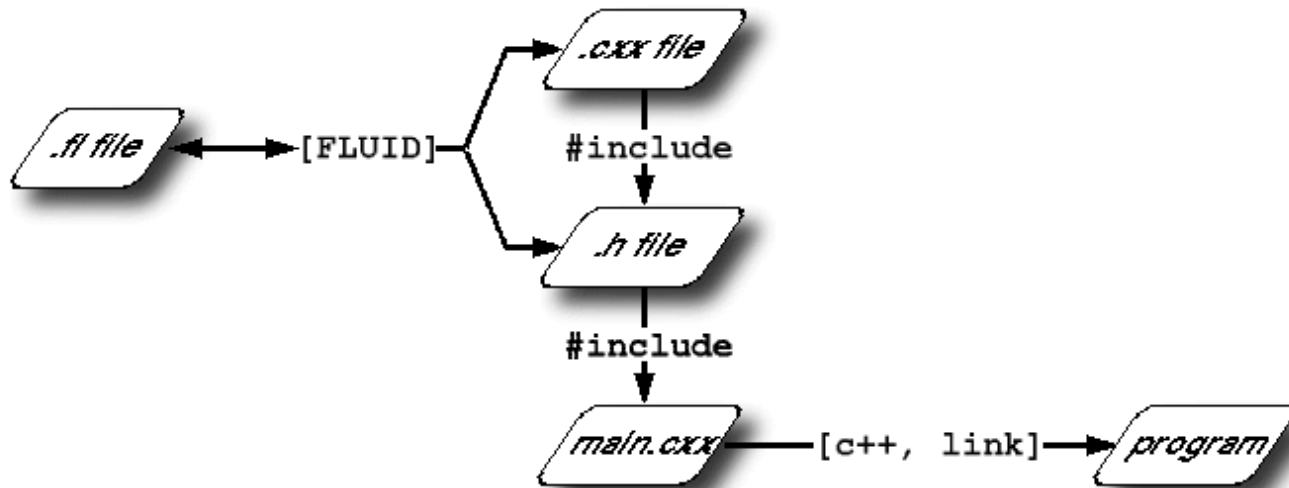 .cxx file
.fl file
[FLUID]
#include
.h file
#include
main.cxx
[c++, link]
program